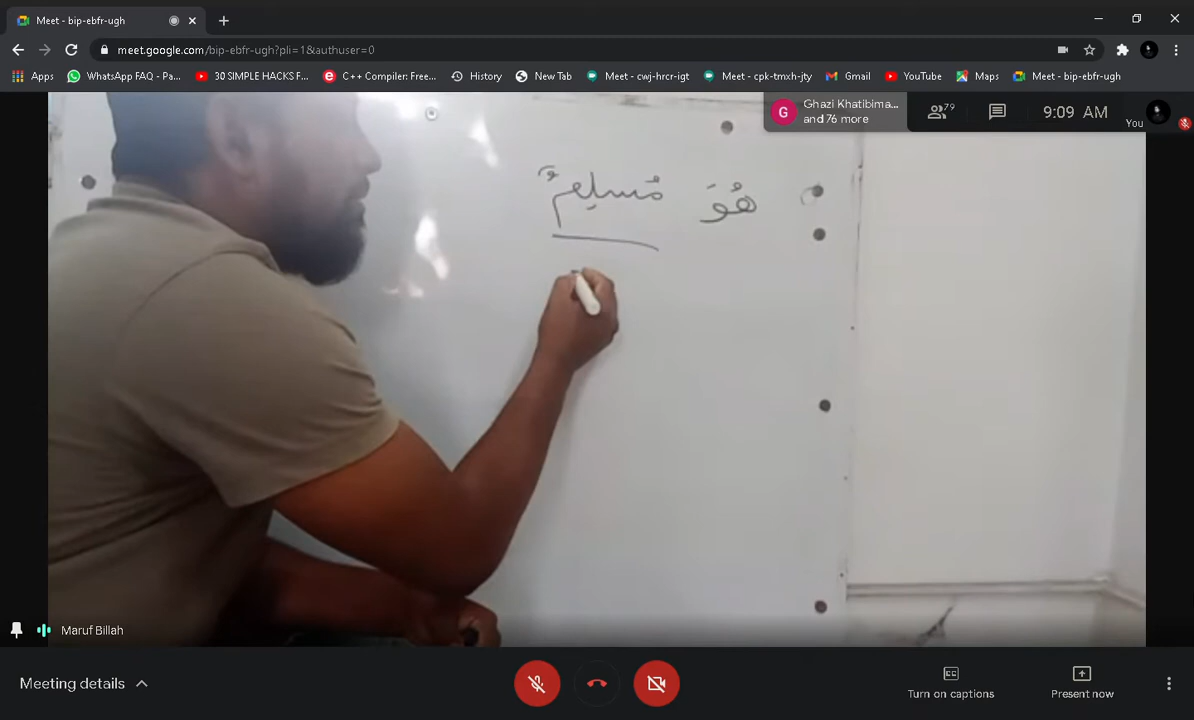 Meet - bip-ebfr-ugh
meet.google.com/bip-ebfr-ugh?pli=1&authuser=0
Apps WhatsApp FAQ - Pa... 30 SIMPLE HACKS F... C++ Compiler: Free... History New Tab Meet - cwj-hrcr-igt Meet - cpk-tmxh-jty Gmail YouTube Maps Meet - bip-ebfr-ugh
G Ghazi Khatibima...
and 76 more
79
9:09 AM
You
هُوَ مُسلِمٌ
Maruf Billah
Meeting details
Turn on captions
Present now